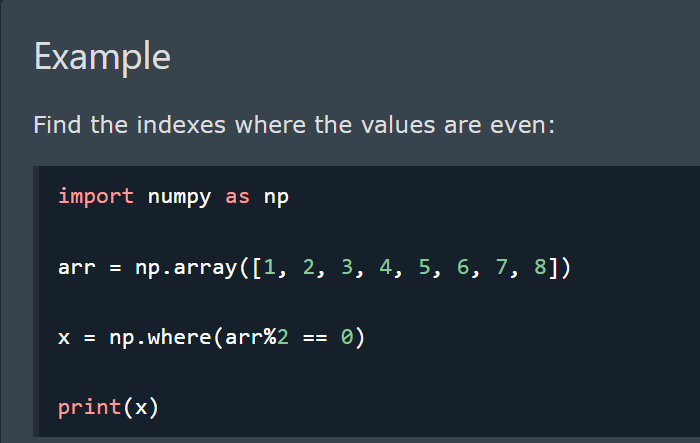 Example
Find the indexes where the values are even:
import numpy as np
arr = np.array([1, 2, 3, 4, 5, 6, 7, 8])
x = np.where(arr%2 == 0)
print(x)